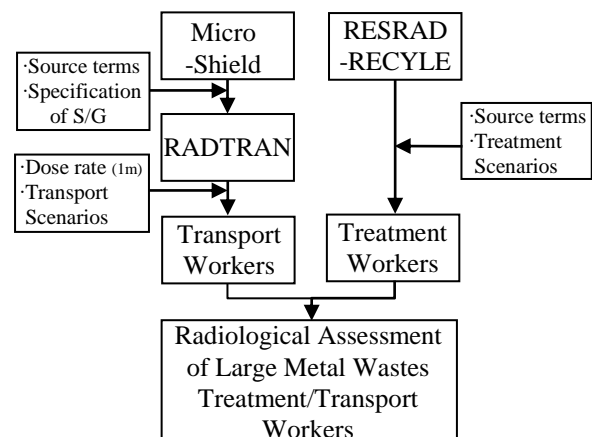 Micro
-Shield
RESRAD
-RECYLE
·Source terms
·Specification
of S/G
RADTRAN
·Source terms
·Treatment
Scenarios
·Dose rate (1m)
·Transport
Scenarios
Transport
Workers
Treatment
Workers
Radiological Assessment
of Large Metal Wastes
Treatment/Transport
Workers